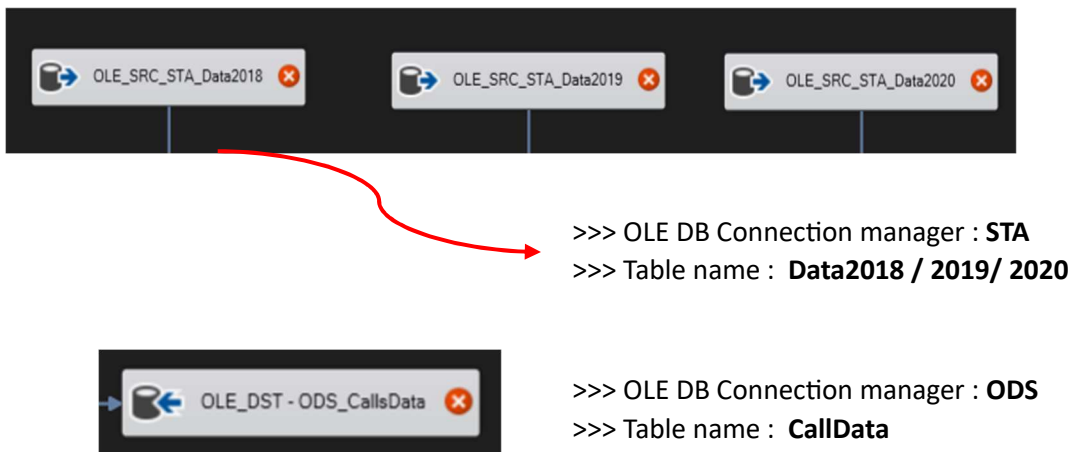 OLE_SRC_STA_Data2018
OLE_SRC_STA_Data2019
OLE_SRC_STA_Data2020
>>> OLE DB Connection manager : STA
>>> Table name :  Data2018 / 2019/ 2020
OLE_DST - ODS_CallsData
>>> OLE DB Connection manager : ODS
>>> Table name :  CallData